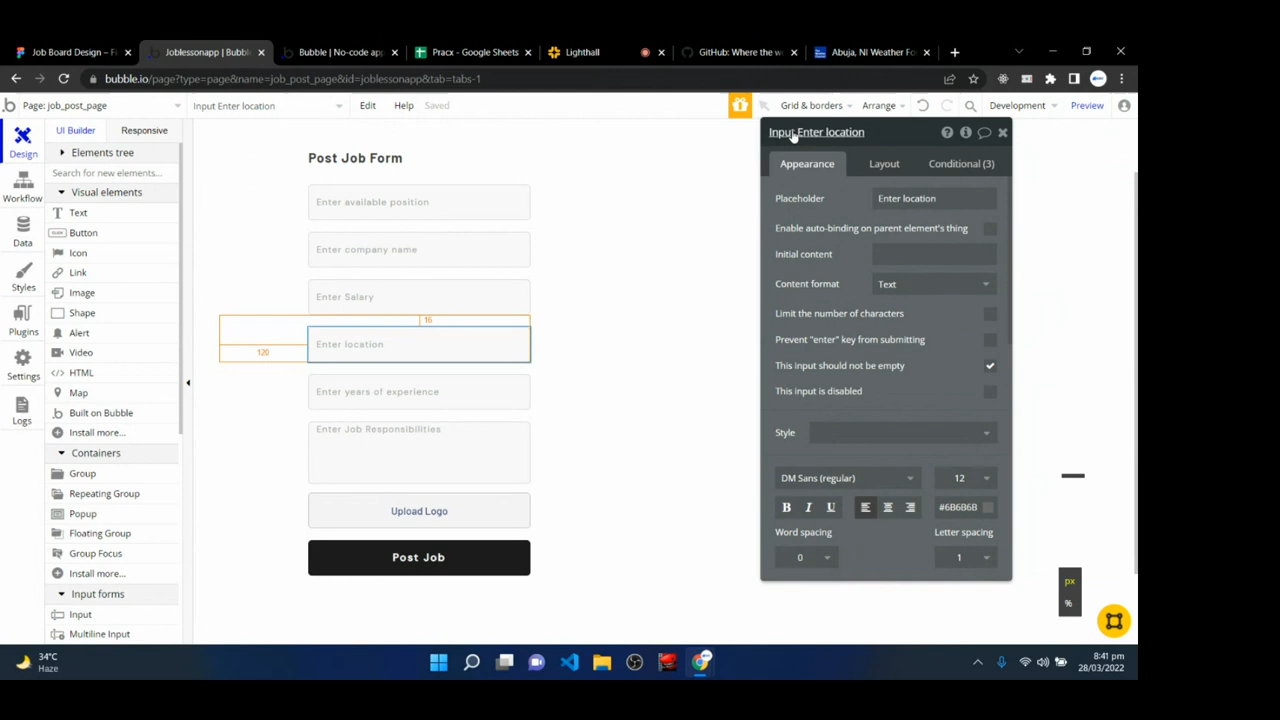 Job Board Design – F
Joblessonapp | Bubbl
Bubble | No-code app
Pracx - Google Sheets
Lighthall
GitHub: Where the w
Abuja, NI Weather Fo
bubble.io/page?type=page&name=job_post_page&id=joblessonapp&tab=tabs-1
Page: job_post_page
Input Enter location
Edit
Help
Saved
Grid & borders
Arrange
Development
Preview
Design
Workflow
Data
Styles
Plugins
Settings
Logs
UI Builder
Responsive
Elements tree
Search for new elements...
Visual elements
Text
CLICK
Button
Icon
Link
Image
Shape
Alert
Video
HTML
Map
Built on Bubble
Install more...
Containers
Group
Repeating Group
Popup
Floating Group
Group Focus
Install more...
Input forms
Input
Multiline Input
Post Job Form
Enter available position
Enter company name
Enter Salary
16
Enter location
120
Enter years of experience
Enter Job Responsibilities
Upload Logo
Post Job
Input Enter location
Appearance
Layout
Conditional (3)
Placeholder
Enter location
Enable auto-binding on parent element's thing
Initial content
Content format
Text
Limit the number of characters
Prevent "enter" key from submitting
This input should not be empty
This input is disabled
Style
DM Sans (regular)
12
B I U
#6B6B6B
Word spacing
Letter spacing
0
1
px
%
34°C
Haze
8:41 pm
28/03/2022